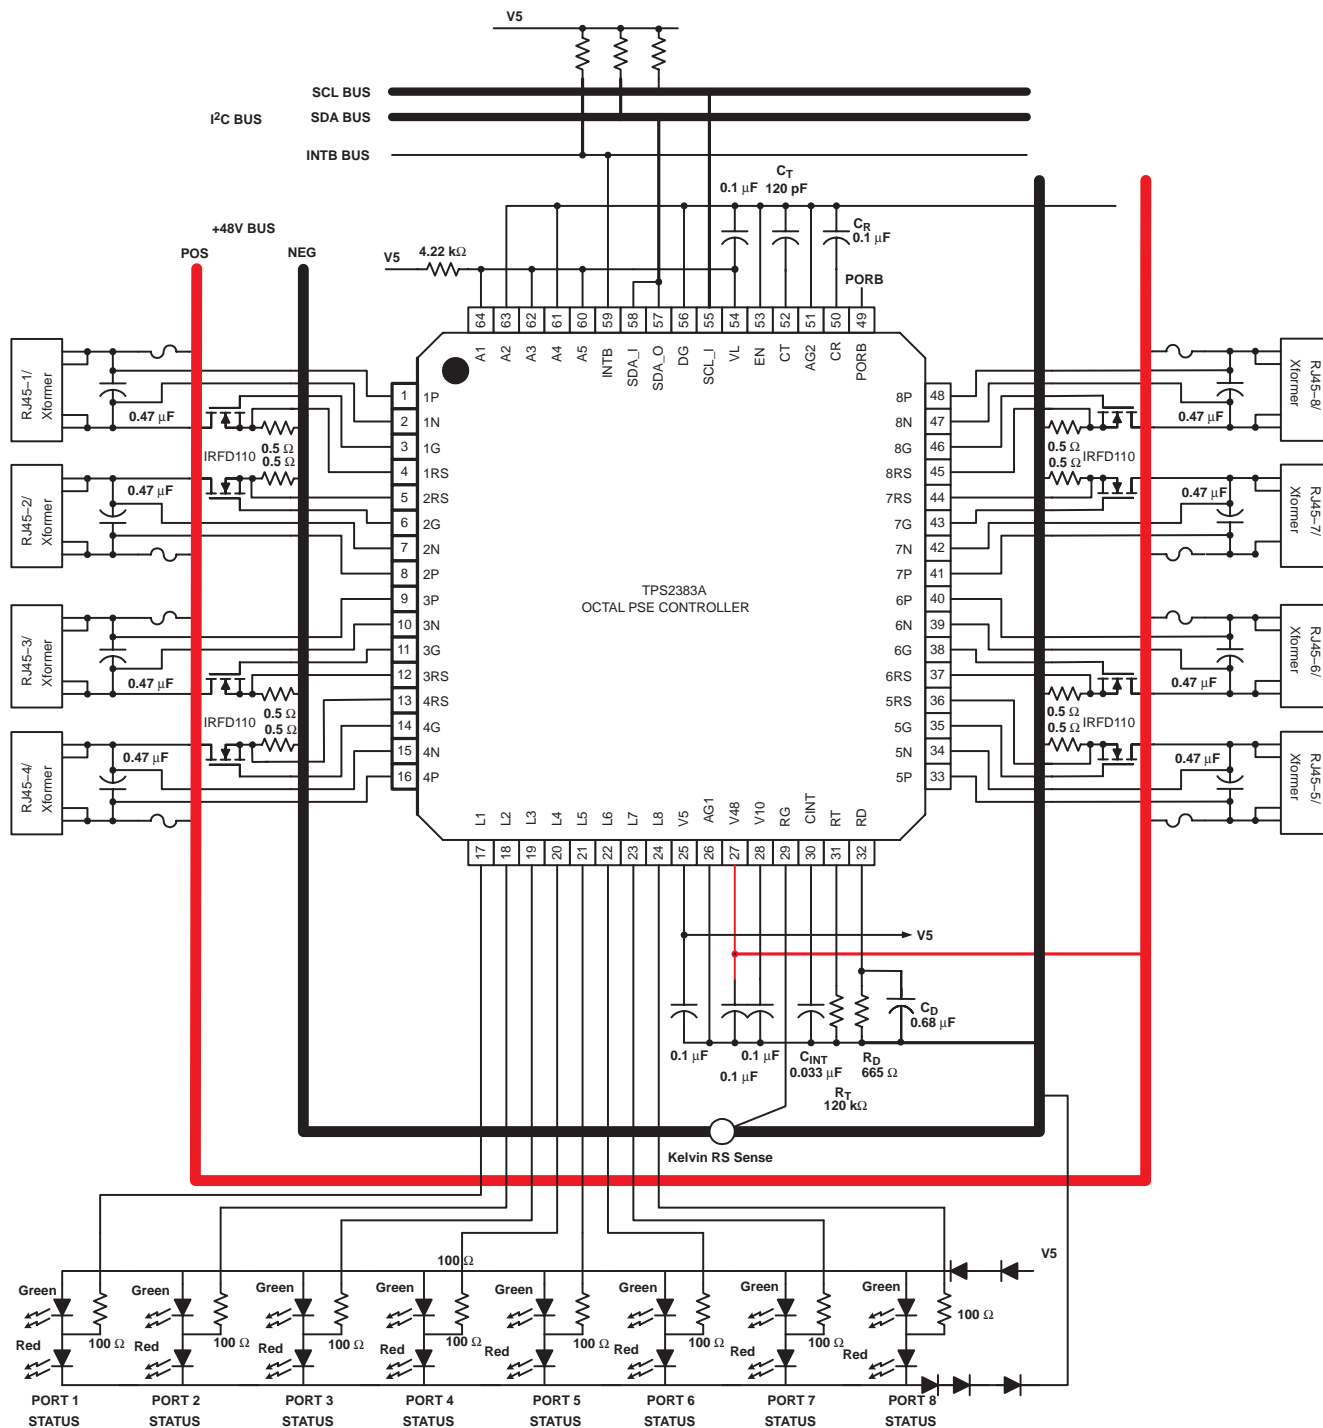 V5
SCL BUS
I²C BUS
SDA BUS
INTB BUS
CT
0.1 µF 120 pF
CR
0.1 µF
+48V BUS
POS
NEG
V5
4.22 kΩ
PORB
64 63 62 61 60 59 58 57 56 55 54 53 52 51 50 49
A1 A2 A3 A4 A5 INTB SDA_I SDA_O DG SCL_I VL EN CT AG2 CR PORB
RJ45–1/
Xformer
0.47 µF
0.5 Ω
0.5 Ω
IRFD110
RJ45–2/
Xformer
0.47 µF
RJ45–3/
Xformer
0.47 µF
0.5 Ω
0.5 Ω
IRFD110
RJ45–4/
Xformer
0.47 µF
1 1P
2 1N
3 1G
4 1RS
5 2RS
6 2G
7 2N
8 2P
9 3P
10 3N
11 3G
12 3RS
13 4RS
14 4G
15 4N
16 4P
TPS2383A
OCTAL PSE CONTROLLER
8P 48
8N 47
8G 46
8RS 45
7RS 44
7G 43
7N 42
7P 41
6P 40
6N 39
6G 38
6RS 37
5RS 36
5G 35
5N 34
5P 33
RJ45–8/
Xformer
0.47 µF
0.5 Ω
0.5 Ω
IRFD110
RJ45–7/
Xformer
0.47 µF
RJ45–6/
Xformer
0.47 µF
0.5 Ω
0.5 Ω
IRFD110
RJ45–5/
Xformer
0.47 µF
L1 L2 L3 L4 L5 L6 L7 L8 V5 AG1 V48 V10 RG CINT RT RD
17 18 19 20 21 22 23 24 25 26 27 28 29 30 31 32
V5
CD
0.68 µF
0.1 µF
0.1 µF
0.1 µF
CINT
0.033 µF
RD
665 Ω
RT
120 kΩ
Kelvin RS Sense
V5
100 Ω
Green Green Green Green Green Green Green Green
100 Ω
Red Red Red Red Red Red Red Red
100 Ω 100 Ω 100 Ω 100 Ω 100 Ω 100 Ω 100 Ω
PORT 1 PORT 2 PORT 3 PORT 4 PORT 5 PORT 6 PORT 7 PORT 8
STATUS STATUS STATUS STATUS STATUS STATUS STATUS STATUS